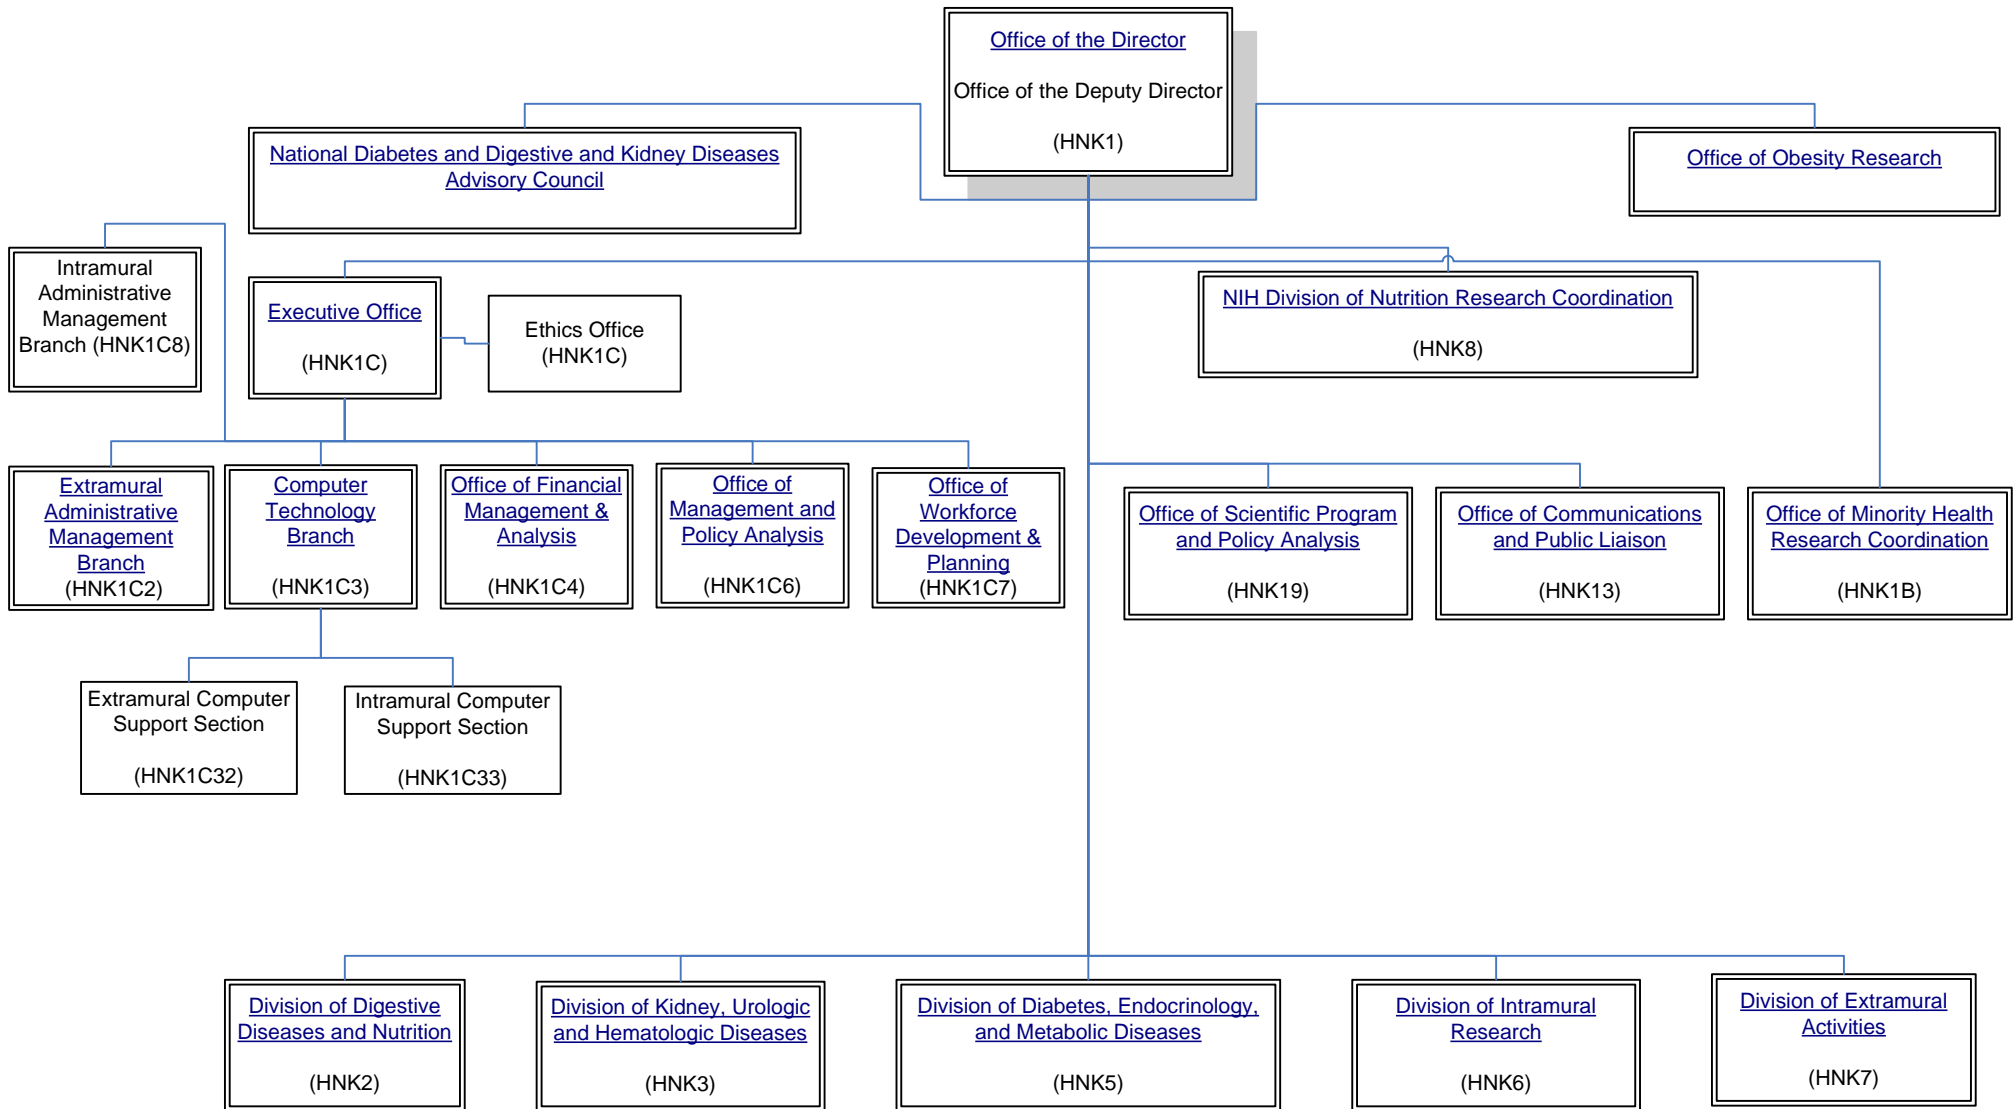 Office of the Director
Office of the Deputy Director
(HNK1)
National Diabetes and Digestive and Kidney Diseases
Advisory Council
Office of Obesity Research
Intramural
Administrative
Management
Branch (HNK1C8)
Executive Office
(HNK1C)
Ethics Office
(HNK1C)
NIH Division of Nutrition Research Coordination
(HNK8)
Extramural
Administrative
Management
Branch
(HNK1C2)
Computer
Technology
Branch
(HNK1C3)
Office of Financial
Management &
Analysis
(HNK1C4)
Office of
Management and
Policy Analysis
(HNK1C6)
Office of
Workforce
Development &
Planning
(HNK1C7)
Office of Scientific Program
and Policy Analysis
(HNK19)
Office of Communications
and Public Liaison
(HNK13)
Office of Minority Health
Research Coordination
(HNK1B)
Extramural Computer
Support Section
(HNK1C32)
Intramural Computer
Support Section
(HNK1C33)
Division of Digestive
Diseases and Nutrition
(HNK2)
Division of Kidney, Urologic
and Hematologic Diseases
(HNK3)
Division of Diabetes, Endocrinology,
and Metabolic Diseases
(HNK5)
Division of Intramural
Research
(HNK6)
Division of Extramural
Activities
(HNK7)